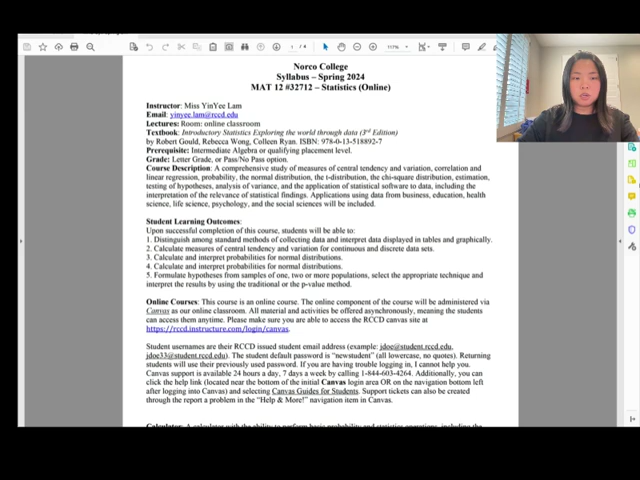 1 / 4
117%
Norco College
Syllabus – Spring 2024
MAT 12 #32712 – Statistics (Online)
Instructor: Miss YinYee Lam
Email: yinyee.lam@rccd.edu
Lectures: Room: online classroom
Textbook: Introductory Statistics Exploring the world through data (3rd Edition)
by Robert Gould, Rebecca Wong, Colleen Ryan. ISBN: 978-0-13-518892-7
Prerequisite: Intermediate Algebra or qualifying placement level.
Grade: Letter Grade, or Pass/No Pass option.
Course Description: A comprehensive study of measures of central tendency and variation, correlation and
linear regression, probability, the normal distribution, the t-distribution, the chi-square distribution, estimation,
testing of hypotheses, analysis of variance, and the application of statistical software to data, including the
interpretation of the relevance of statistical findings. Applications using data from business, education, health
science, life science, psychology, and the social sciences will be included.
Student Learning Outcomes:
Upon successful completion of this course, students will be able to:
1. Distinguish among standard methods of collecting data and interpret data displayed in tables and graphically.
2. Calculate measures of central tendency and variation for continuous and discrete data sets.
3. Calculate and interpret probabilities for normal distributions.
4. Calculate and interpret probabilities for normal distributions.
5. Formulate hypotheses from samples of one, two or more populations, select the appropriate technique and
interpret the results by using the traditional or the p-value method.
Online Courses: This course is an online course. The online component of the course will be administered via
Canvas as our online classroom. All material and activities be offered asynchronously, meaning the students
can access them anytime. Please make sure you are able to access the RCCD canvas site at
https://rccd.instructure.com/login/canvas.
Student usernames are their RCCD issued student email address (example: jdoe@student.rccd.edu,
jdoe33@student.rccd.edu). The student default password is “newstudent” (all lowercase, no quotes). Returning
students will use their previously used password. If you are having trouble logging in, I cannot help you.
Canvas support is available 24 hours a day, 7 days a week by calling 1-844-603-4264. Additionally, you can
click the help link (located near the bottom of the initial Canvas login area OR on the navigation bottom left
after logging into Canvas) and selecting Canvas Guides for Students. Support tickets can also be created
through the report a problem in the “Help & More!” navigation item in Canvas.
Calculator: A calculator with the ability to perform basic probability and statistics operations, including the